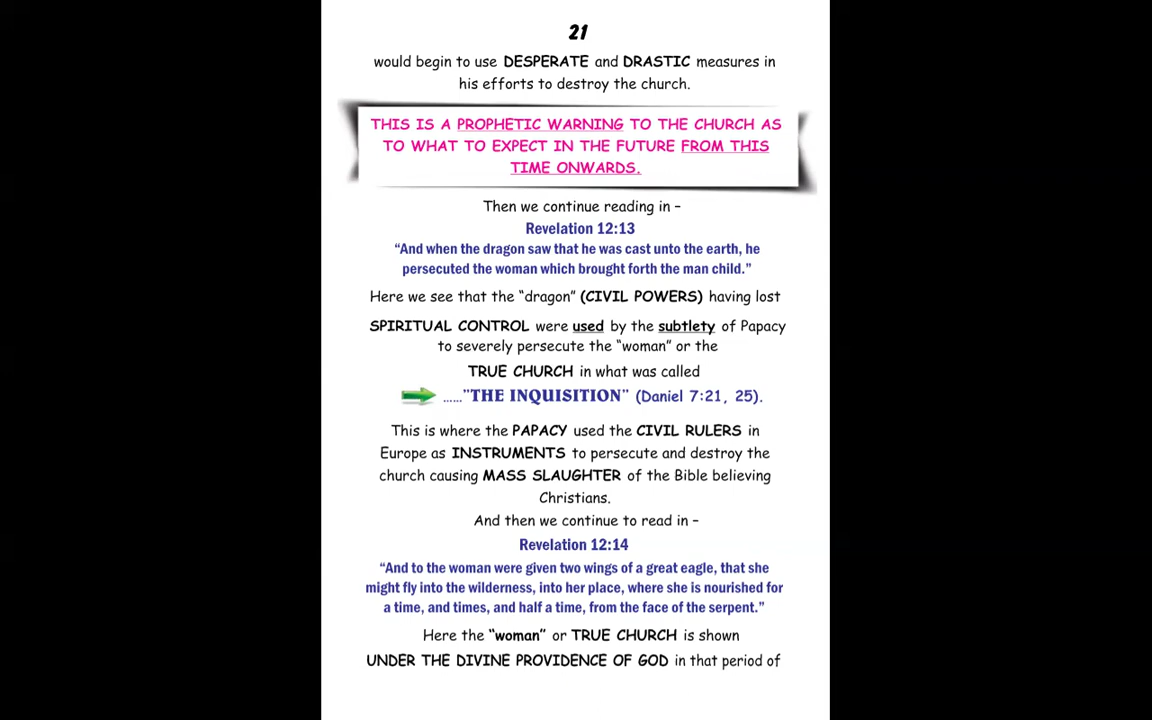 21
would begin to use DESPERATE and DRASTIC measures in
his efforts to destroy the church.
THIS IS A PROPHETIC WARNING TO THE CHURCH AS
TO WHAT TO EXPECT IN THE FUTURE FROM THIS
TIME ONWARDS.
Then we continue reading in –
Revelation 12:13
“And when the dragon saw that he was cast unto the earth, he
persecuted the woman which brought forth the man child.”
Here we see that the “dragon” (CIVIL POWERS) having lost
SPIRITUAL CONTROL were used by the subtlety of Papacy
to severely persecute the “woman” or the
TRUE CHURCH in what was called
……”THE INQUISITION” (Daniel 7:21, 25).
This is where the PAPACY used the CIVIL RULERS in
Europe as INSTRUMENTS to persecute and destroy the
church causing MASS SLAUGHTER of the Bible believing
Christians.
And then we continue to read in –
Revelation 12:14
“And to the woman were given two wings of a great eagle, that she
might fly into the wilderness, into her place, where she is nourished for
a time, and times, and half a time, from the face of the serpent.”
Here the “woman” or TRUE CHURCH is shown
UNDER THE DIVINE PROVIDENCE OF GOD in that period of